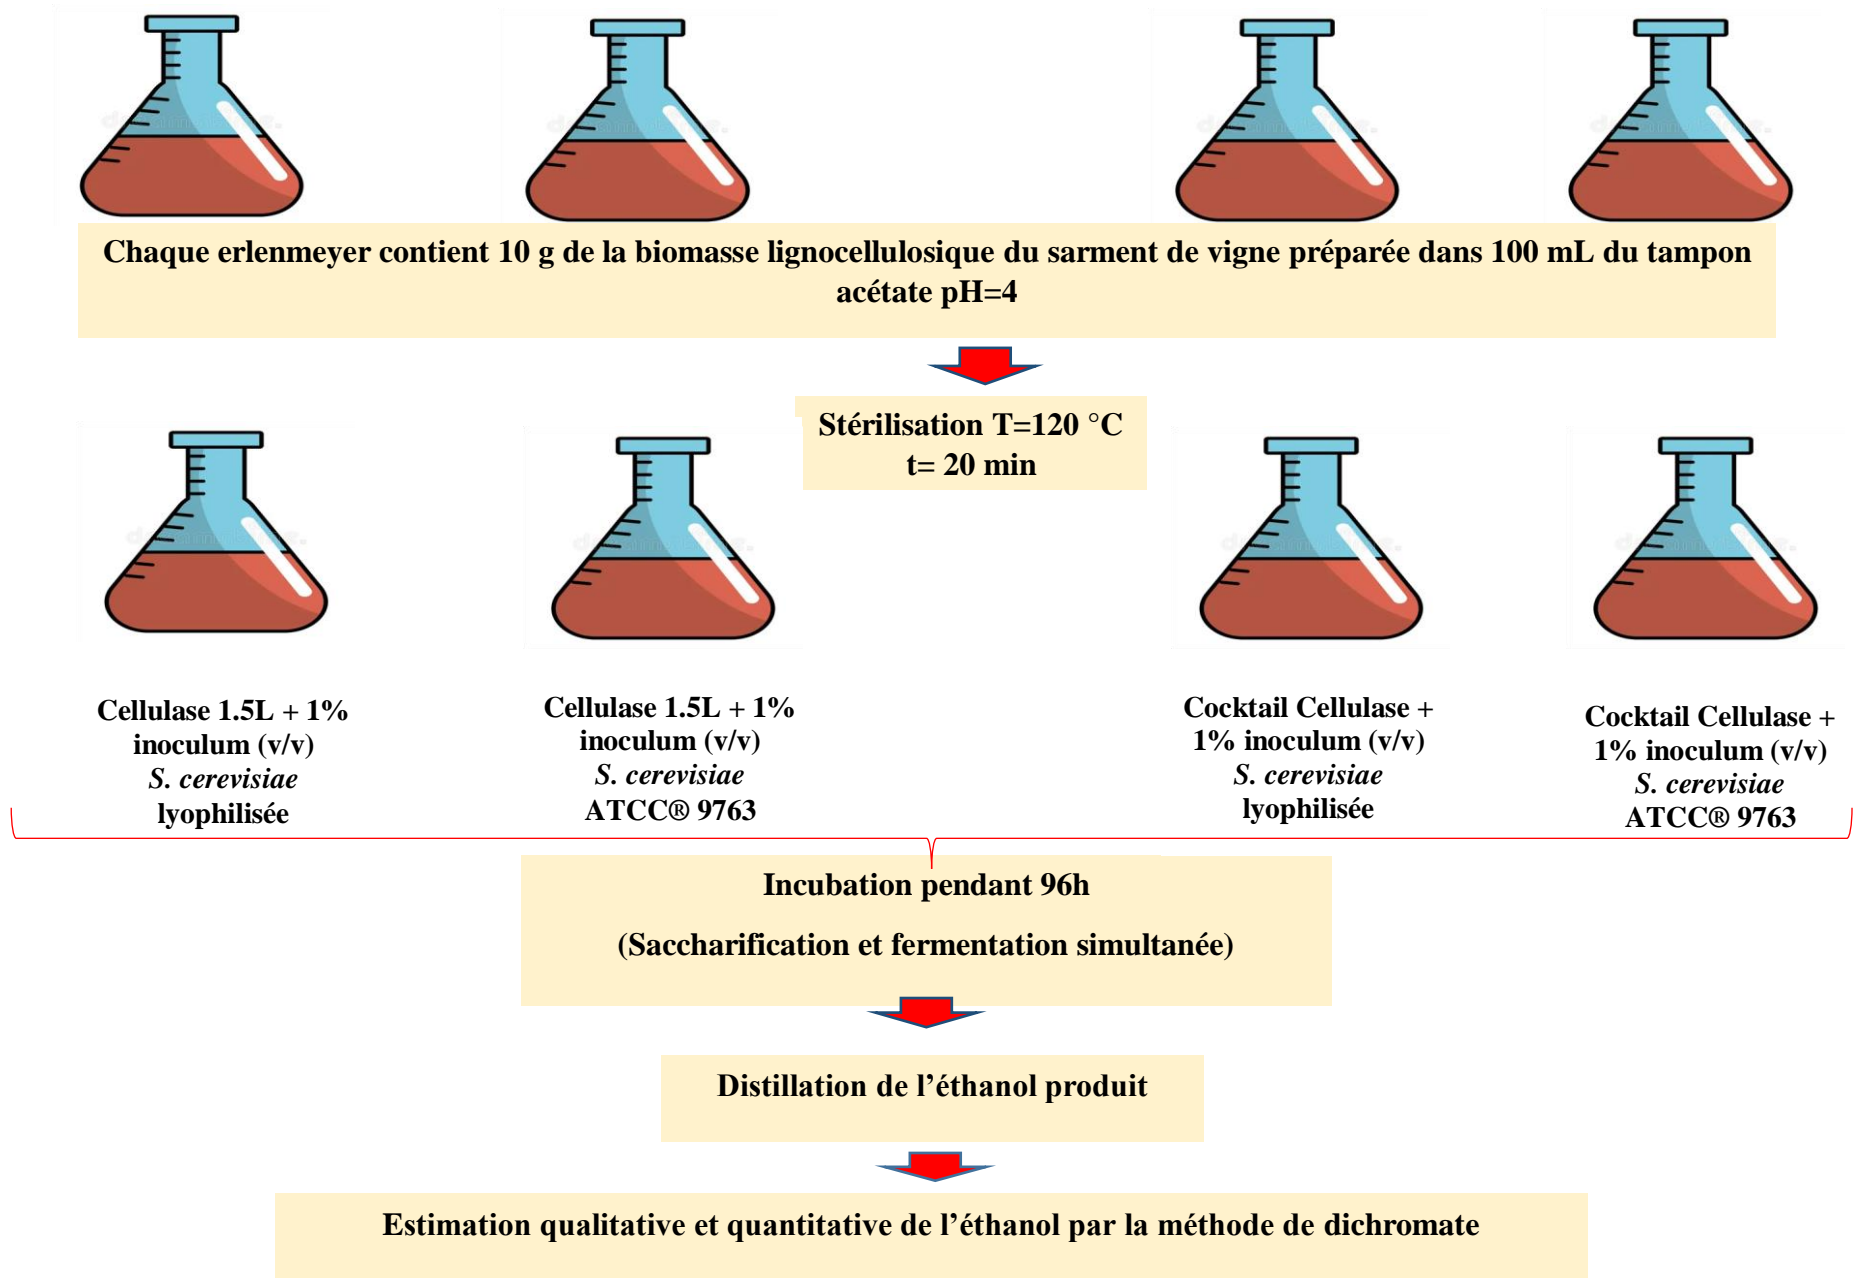 Chaque erlenmeyer contient 10 g de la biomasse lignocellulosique du sarment de vigne préparée dans 100 mL du tampon
acétate pH=4
Stérilisation T=120 °C
t= 20 min
Cellulase 1.5L + 1%
inoculum (v/v)
S. cerevisiae
lyophilisée
Cellulase 1.5L + 1%
inoculum (v/v)
S. cerevisiae
ATCC® 9763
Cocktail Cellulase +
1% inoculum (v/v)
S. cerevisiae
lyophilisée
Cocktail Cellulase +
1% inoculum (v/v)
S. cerevisiae
ATCC® 9763
Incubation pendant 96h
(Saccharification et fermentation simultanée)
Distillation de l’éthanol produit
Estimation qualitative et quantitative de l’éthanol par la méthode de dichromate